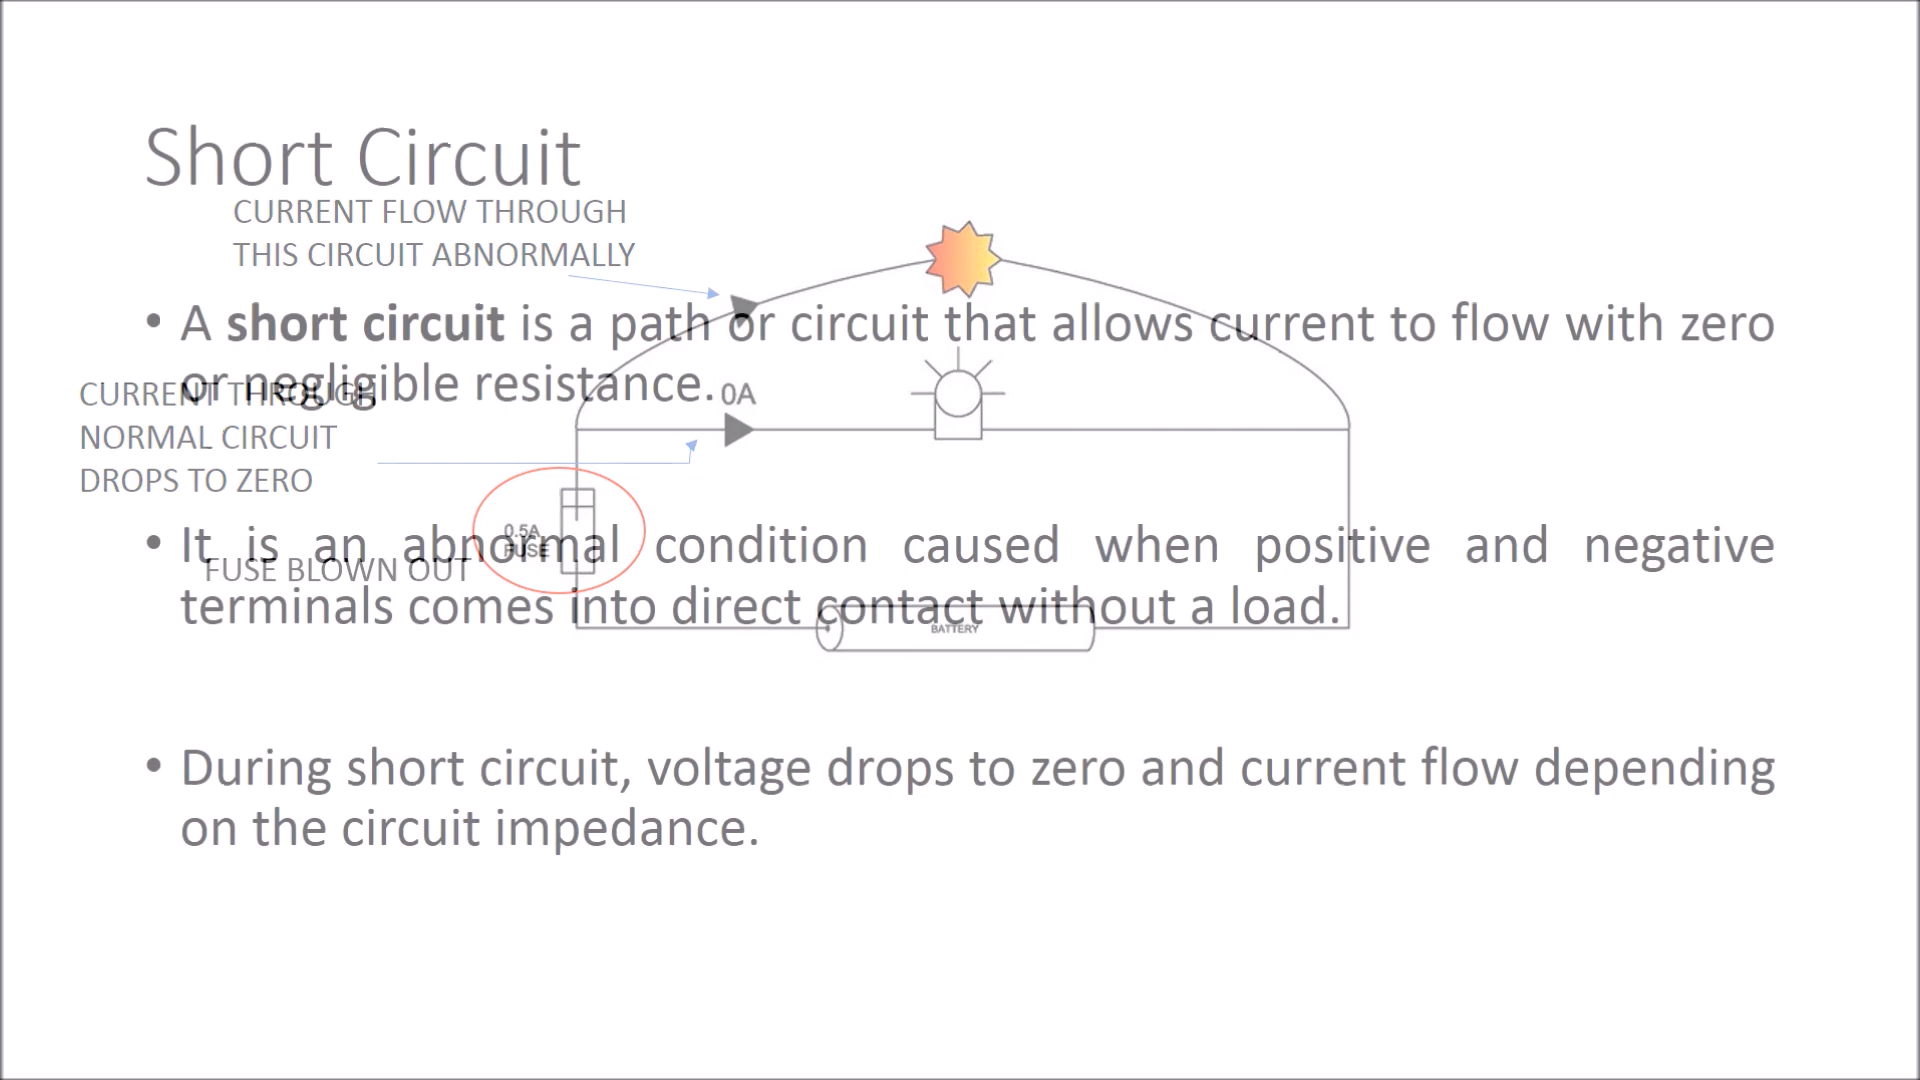 Short Circuit
CURRENT FLOW THROUGH
THIS CIRCUIT ABNORMALLY
• A short circuit is a path or circuit that allows current to flow with zero
or negligible resistance.
0A
CURRENT THROUGH
NORMAL CIRCUIT
DROPS TO ZERO
0.5A
FUSE
• It is an abnormal condition caused when positive and negative
FUSE BLOWN OUT
terminals comes into direct contact without a load.
BATTERY
• During short circuit, voltage drops to zero and current flow depending
on the circuit impedance.